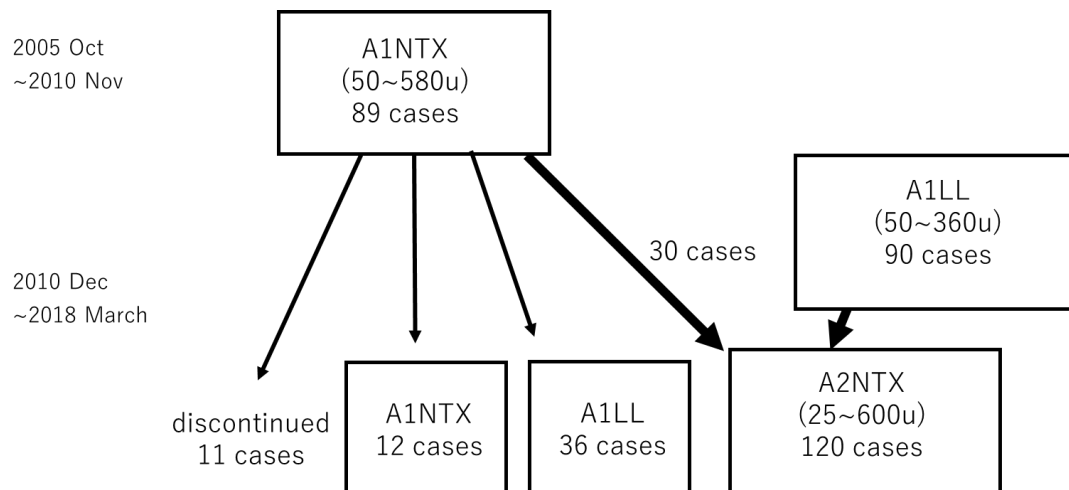 2005 Oct
~2010 Nov
A1NTX
(50~580u)
89 cases
A1LL
(50~360u)
90 cases
30 cases
2010 Dec
~2018 March
discontinued
11 cases
A1NTX
12 cases
A1LL
36 cases
A2NTX
(25~600u)
120 cases